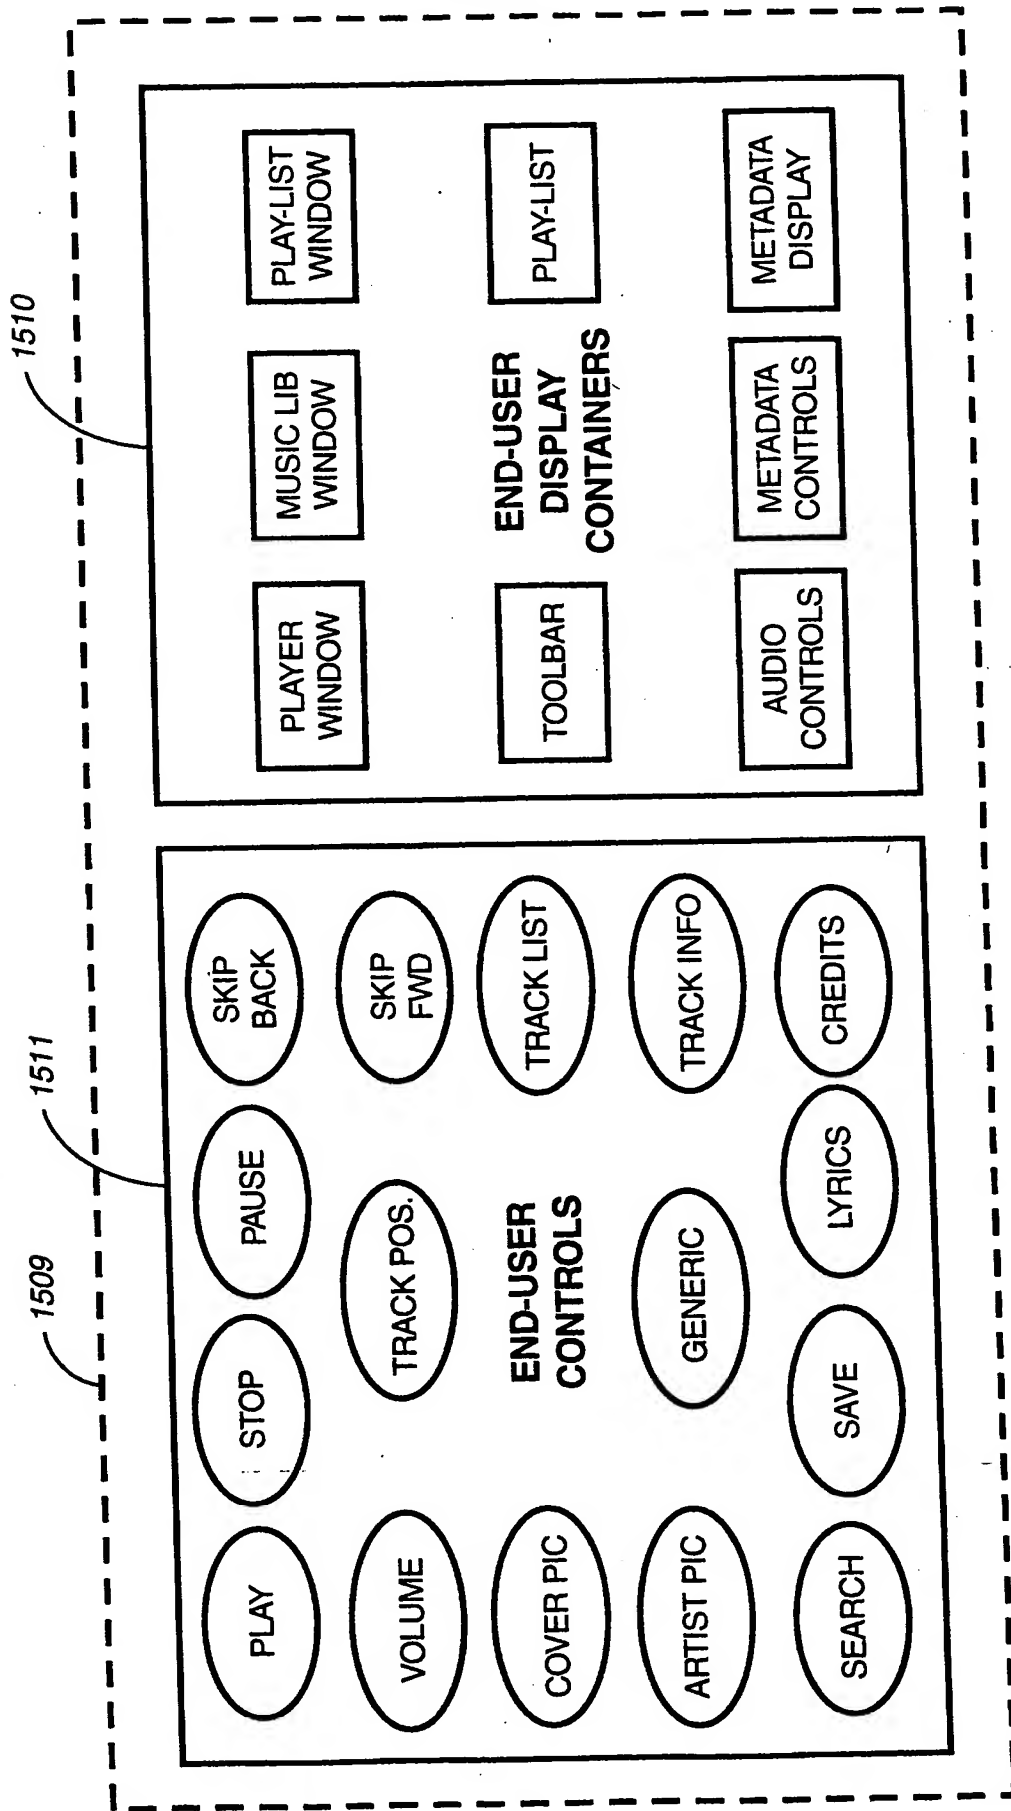 1509
1511
1510
PLAY
STOP
PAUSE
SKIP
BACK
VOLUME
TRACK POS.
SKIP
FWD
COVER PIC
END-USER
CONTROLS
TRACK LIST
ARTIST PIC
GENERIC
TRACK INFO
SEARCH
SAVE
LYRICS
CREDITS
PLAYER
WINDOW
MUSIC LIB
WINDOW
PLAY-LIST
WINDOW
TOOLBAR
END-USER
DISPLAY
CONTAINERS
PLAY-LIST
AUDIO
CONTROLS
METADATA
CONTROLS
METADATA
DISPLAY